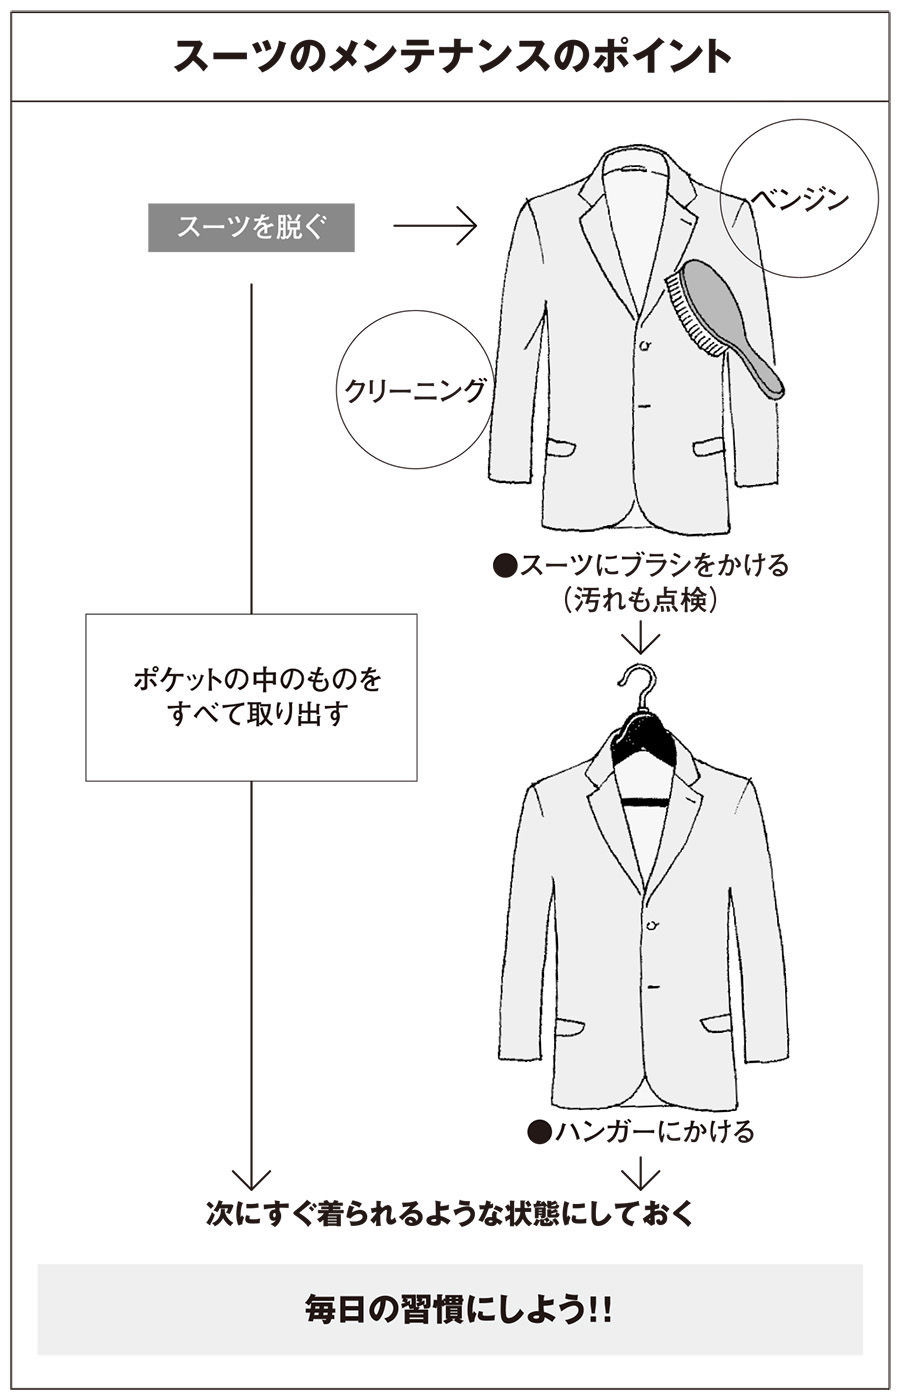 スーツのメンテナンスのポイント
スーツを脱ぐ
ベンジン
クリーニング
●スーツにブラシをかける
（汚れも点検）
ポケットの中のものを
すべて取り出す
●ハンガーにかける
次にすぐ着られるような状態にしておく
毎日の習慣にしよう!!